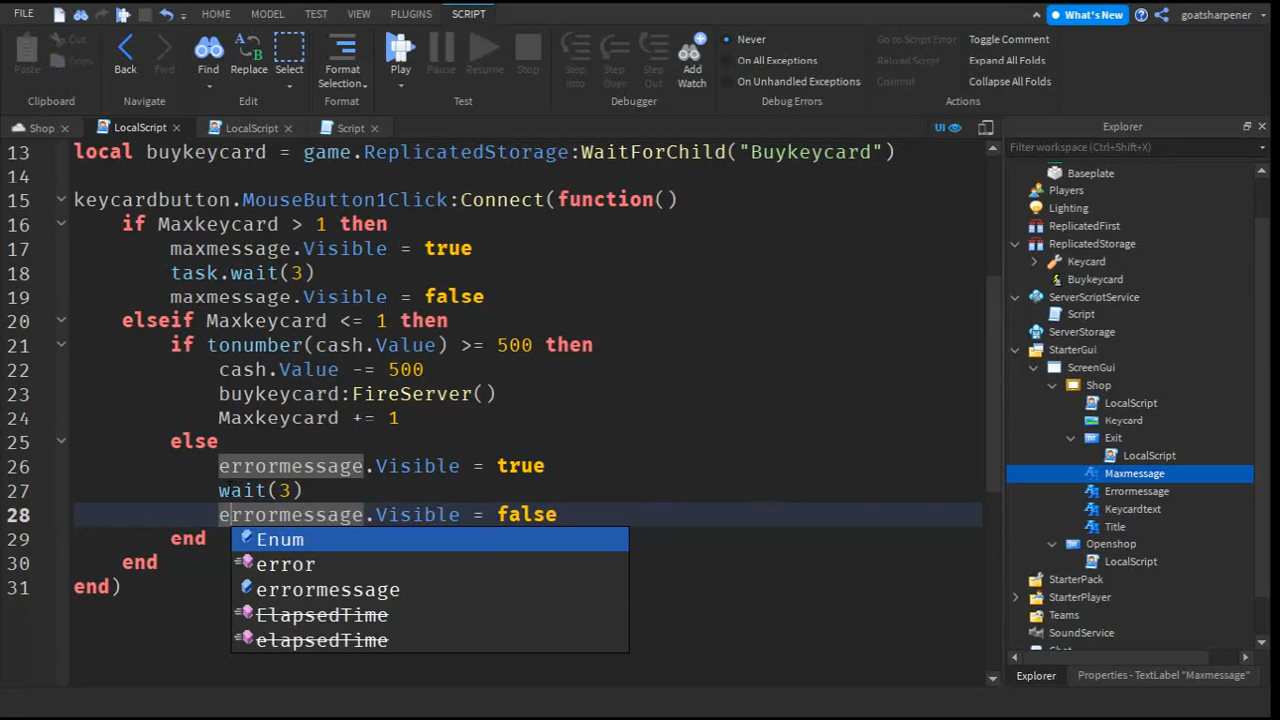 FILE HOME MODEL TEST VIEW PLUGINS SCRIPT What's New goatsharpener
Paste Cut Copy Back Fwd Find Replace Select Format Selection Play Pause Resume Stop Step Into Step Over Step Out Add Watch
Never
On All Exceptions
On Unhandled Exceptions
Go to Script Error
Reload Script
Commit
Toggle Comment
Expand All Folds
Collapse All Folds
Clipboard Navigate Edit Format Test Debugger Debug Errors Actions
Shop LocalScript LocalScript Script UI
13 local buykeycard = game.ReplicatedStorage:WaitForChild("Buykeycard")
14
15 keycardbutton.MouseButton1Click:Connect(function()
16 if Maxkeycard > 1 then
17 maxmessage.Visible = true
18 task.wait(3)
19 maxmessage.Visible = false
20 elseif Maxkeycard <= 1 then
21 if tonumber(cash.Value) >= 500 then
22 cash.Value -= 500
23 buykeycard:FireServer()
24 Maxkeycard += 1
25 else
26 errormessage.Visible = true
27 wait(3)
28 errormessage.Visible = false
29 end
30 end
31 end)
Enum
error
errormessage
ElapsedTime
elapsedTime
Explorer
Filter workspace (Ctrl+Shift+X)
Baseplate
Players
Lighting
ReplicatedFirst
ReplicatedStorage
Keycard
Buykeycard
ServerScriptService
Script
ServerStorage
StarterGui
ScreenGui
Shop
LocalScript
Keycard
Exit
LocalScript
Maxmessage
Errormessage
Keycardtext
Title
Openshop
LocalScript
StarterPack
StarterPlayer
Teams
SoundService
Explorer Properties - TextLabel "Maxmessage"